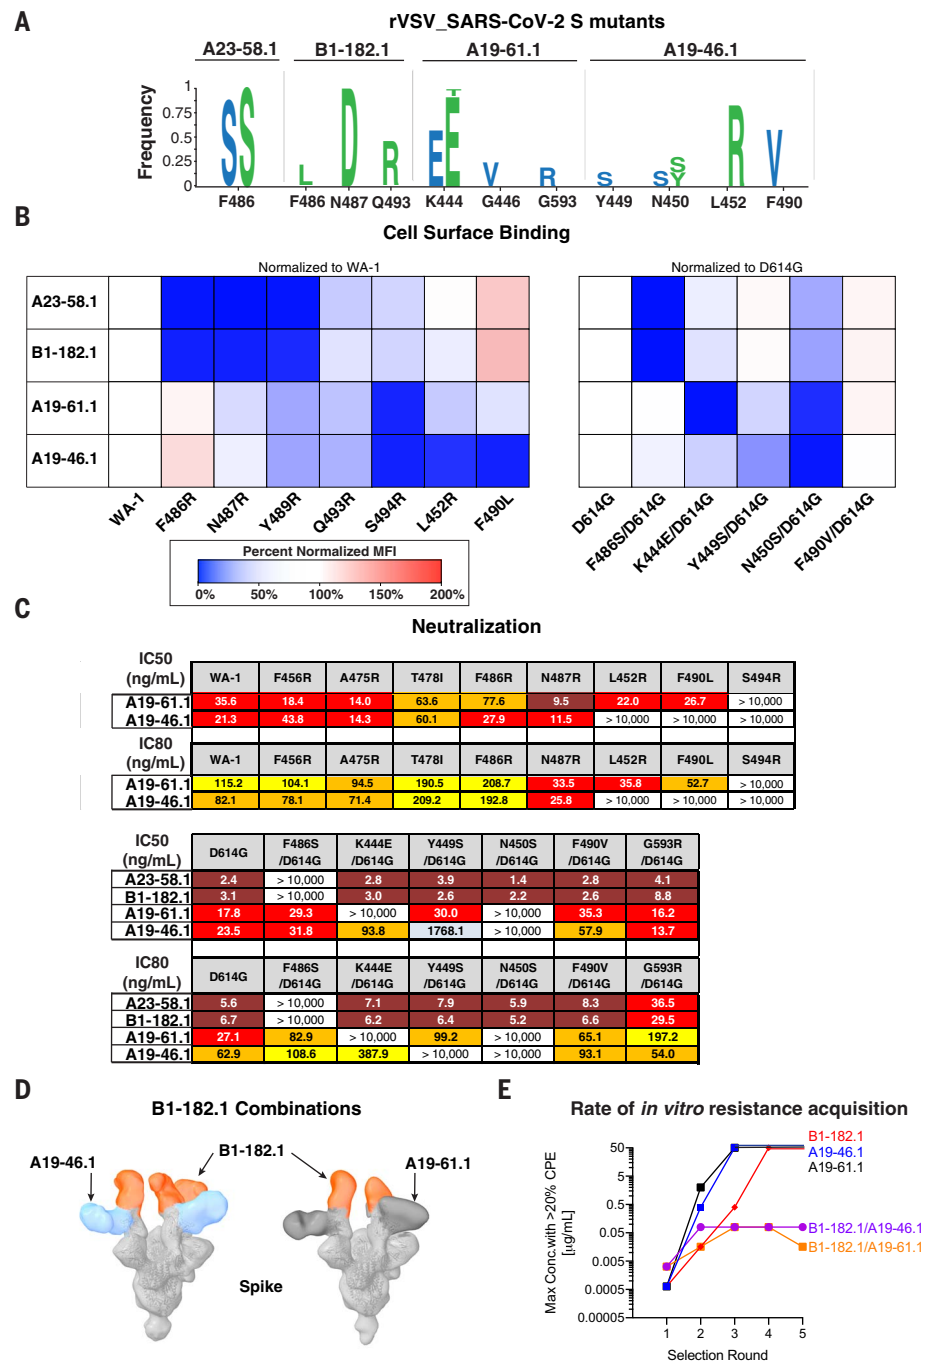 A
rVSV_SARS-CoV-2 S mutants
A23-58.1 B1-182.1 A19-61.1 A19-46.1
Frequency
1
0.75
0.5
0.25
0
S S L D R E E T V R S S S Y R V
F486 F486 N487 Q493 K444 G446 G593 Y449 N450 L452 F490
B
Cell Surface Binding
Normalized to WA-1 Normalized to D614G
A23-58.1
B1-182.1
A19-61.1
A19-46.1
WA-1 F486R N487R Y489R Q493R S494R L452R F490L
D614G F486S/D614G K444E/D614G Y449S/D614G N450S/D614G F490V/D614G
Percent Normalized MFI
0% 50% 100% 150% 200%
C
Neutralization
IC50 (ng/mL) WA-1 F456R A475R T478I F486R N487R L452R F490L S494R
A19-61.1 35.6 18.4 14.0 63.6 77.6 9.5 22.0 26.7 > 10,000
A19-46.1 21.3 43.8 14.3 60.1 27.9 11.5 > 10,000 > 10,000 > 10,000
IC80 (ng/mL) WA-1 F456R A475R T478I F486R N487R L452R F490L S494R
A19-61.1 115.2 104.1 94.5 190.5 208.7 33.5 35.8 52.7 > 10,000
A19-46.1 82.1 78.1 71.4 209.2 192.8 25.8 > 10,000 > 10,000 > 10,000
IC50 (ng/mL) D614G F486S /D614G K444E /D614G Y449S /D614G N450S /D614G F490V /D614G G593R /D614G
A23-58.1 2.4 > 10,000 2.8 3.9 1.4 2.8 4.1
B1-182.1 3.1 > 10,000 3.0 2.6 2.2 2.6 8.8
A19-61.1 17.8 29.3 > 10,000 30.0 > 10,000 35.3 16.2
A19-46.1 23.5 31.8 93.8 1768.1 > 10,000 57.9 13.7
IC80 (ng/mL) D614G F486S /D614G K444E /D614G Y449S /D614G N450S /D614G F490V /D614G G593R /D614G
A23-58.1 5.6 > 10,000 7.1 7.9 5.9 8.3 36.5
B1-182.1 6.7 > 10,000 6.2 6.4 5.2 6.6 29.5
A19-61.1 27.1 82.9 > 10,000 99.2 > 10,000 65.1 197.2
A19-46.1 62.9 108.6 387.9 > 10,000 > 10,000 93.1 54.0
D
B1-182.1 Combinations
A19-46.1 B1-182.1 A19-61.1
Spike
E
Rate of in vitro resistance acquisition
Max Conc.with >20% CPE
[µg/mL]
50
5
0.5
0.05
0.005
0.0005
0.00005
B1-182.1
A19-46.1
A19-61.1
B1-182.1/A19-46.1
B1-182.1/A19-61.1
1 2 3 4 5
Selection Round